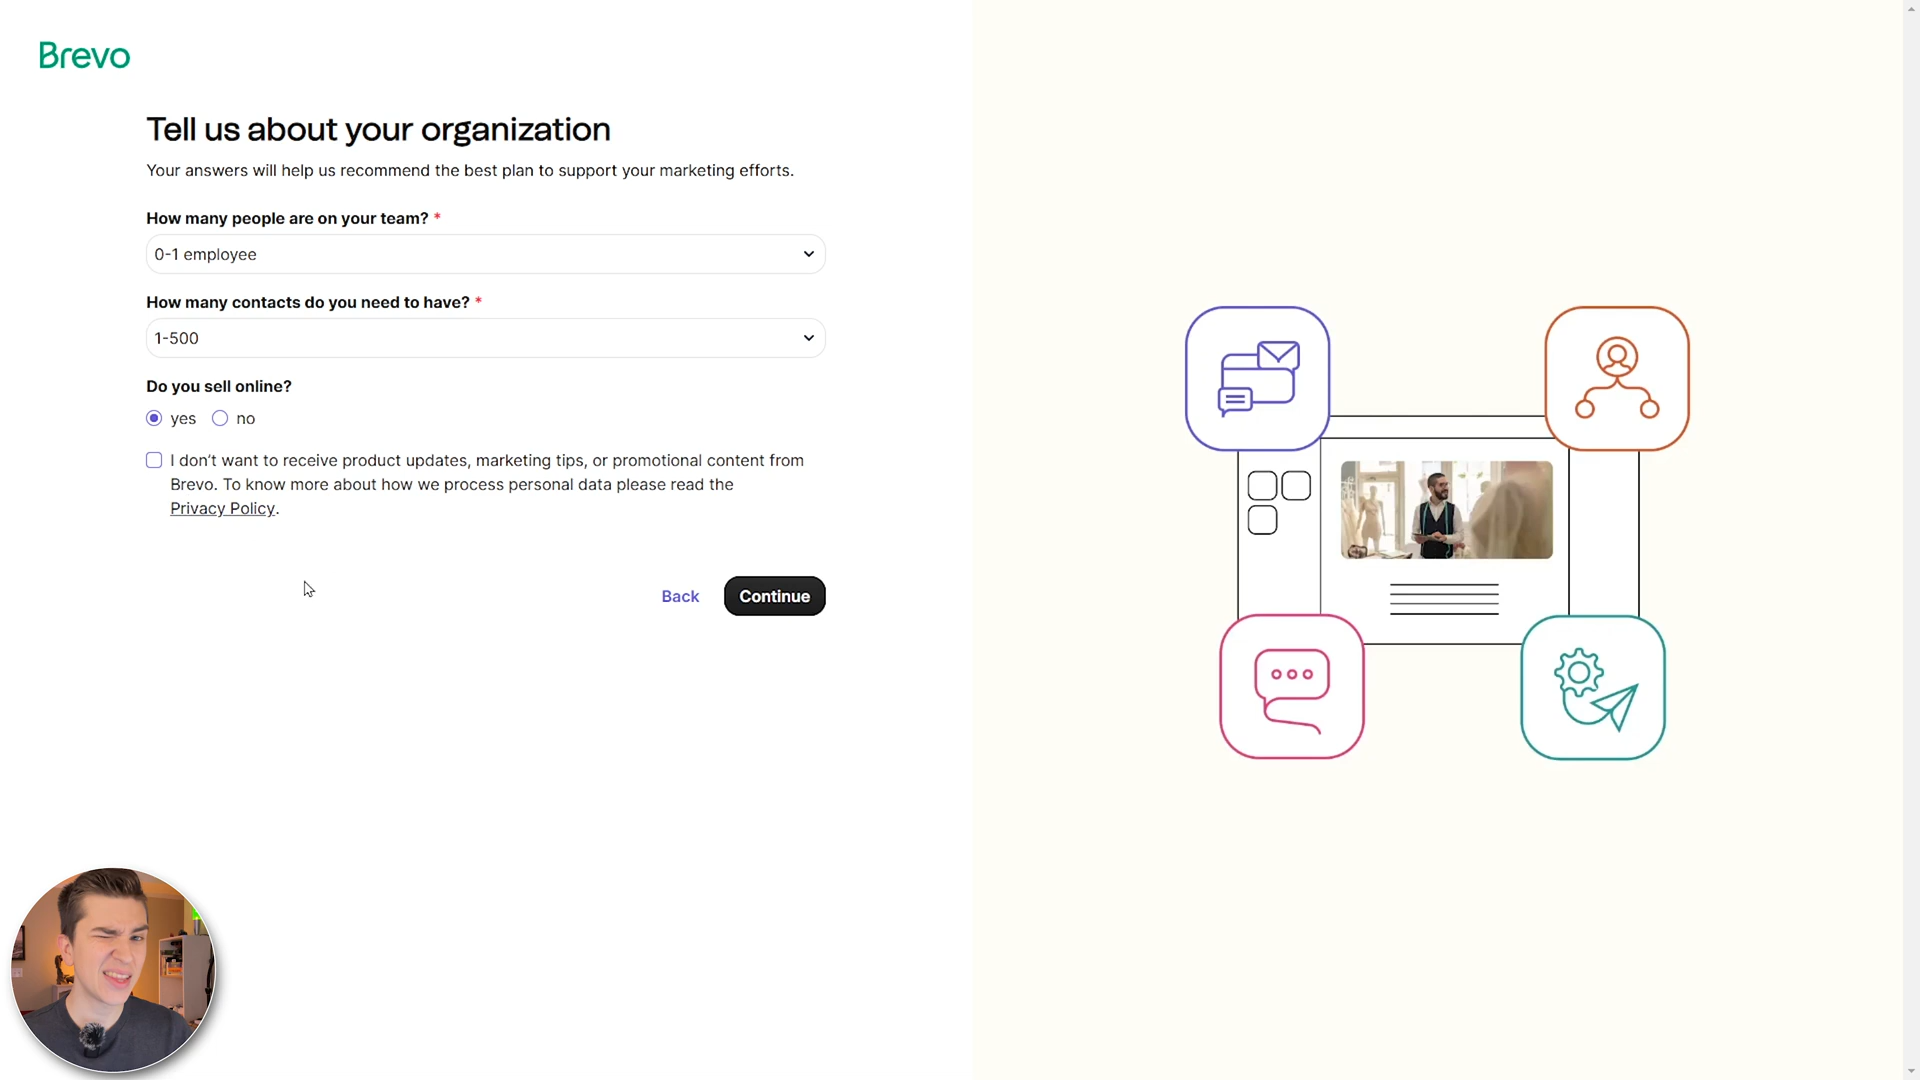 Brevo
Tell us about your organization
Your answers will help us recommend the best plan to support your marketing efforts.
How many people are on your team? *
0-1 employee
How many contacts do you need to have? *
1-500
Do you sell online?
yes no
I don’t want to receive product updates, marketing tips, or promotional content from
Brevo. To know more about how we process personal data please read the
Privacy Policy.
Back Continue